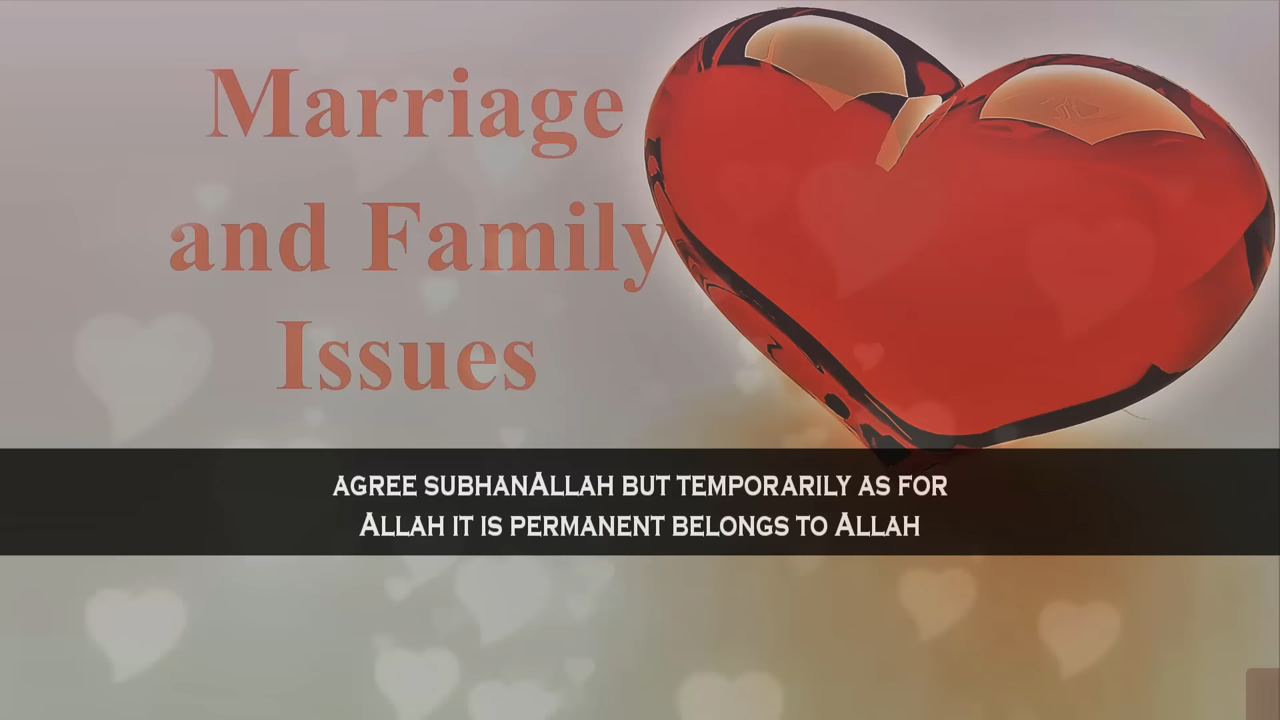 Marriage
and Family
Issues
AGREE SUBHANALLAH BUT TEMPORARILY AS FOR
ALLAH IT IS PERMANENT BELONGS TO ALLAH